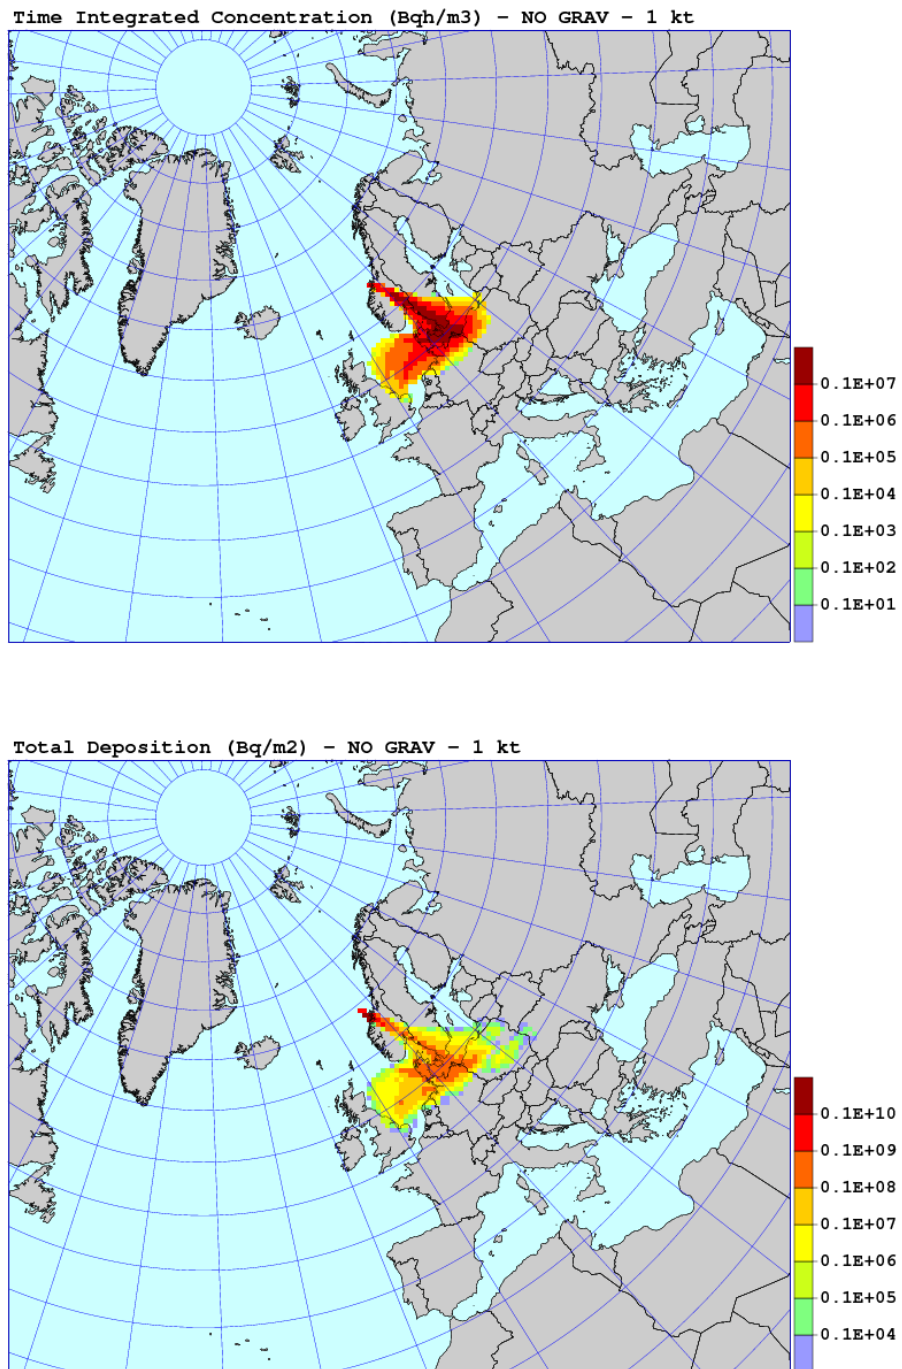 Time Integrated Concentration (Bqh/m3) – NO GRAV – 1 kt
0.1E+07
0.1E+06
0.1E+05
0.1E+04
0.1E+03
0.1E+02
0.1E+01
Total Deposition (Bq/m2) – NO GRAV – 1 kt
0.1E+10
0.1E+09
0.1E+08
0.1E+07
0.1E+06
0.1E+05
0.1E+04